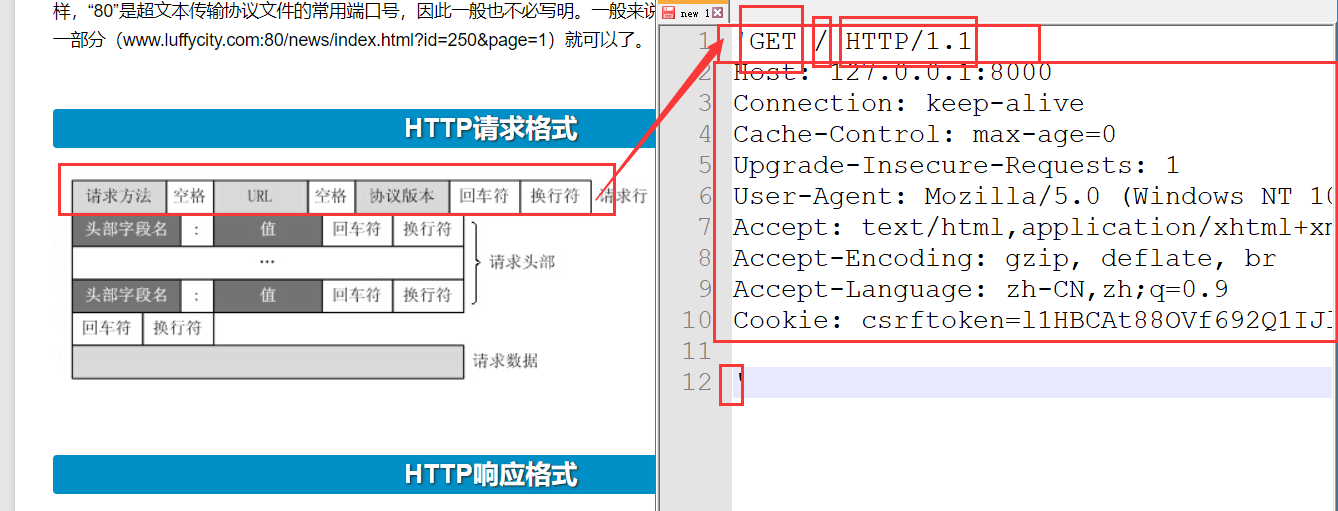 样，“80”是超文本传输协议文件的常用端口号，因此一般也不必写明。一般来说
一部分（www.luffycity.com:80/news/index.html?id=250&page=1）就可以了。
HTTP请求格式
请求方法 空格 URL 空格 协议版本 回车符 换行符 请求行
头部字段名 : 值 回车符 换行符
...
请求头部
头部字段名 : 值 回车符 换行符
回车符 换行符
请求数据
HTTP响应格式
new 1
1 'GET / HTTP/1.1
2 Host: 127.0.0.1:8000
3 Connection: keep-alive
4 Cache-Control: max-age=0
5 Upgrade-Insecure-Requests: 1
6 User-Agent: Mozilla/5.0 (Windows NT 10
7 Accept: text/html,application/xhtml+xm
8 Accept-Encoding: gzip, deflate, br
9 Accept-Language: zh-CN,zh;q=0.9
10 Cookie: csrftoken=l1HBCAt88OVf692Q1IJ
11
12 '